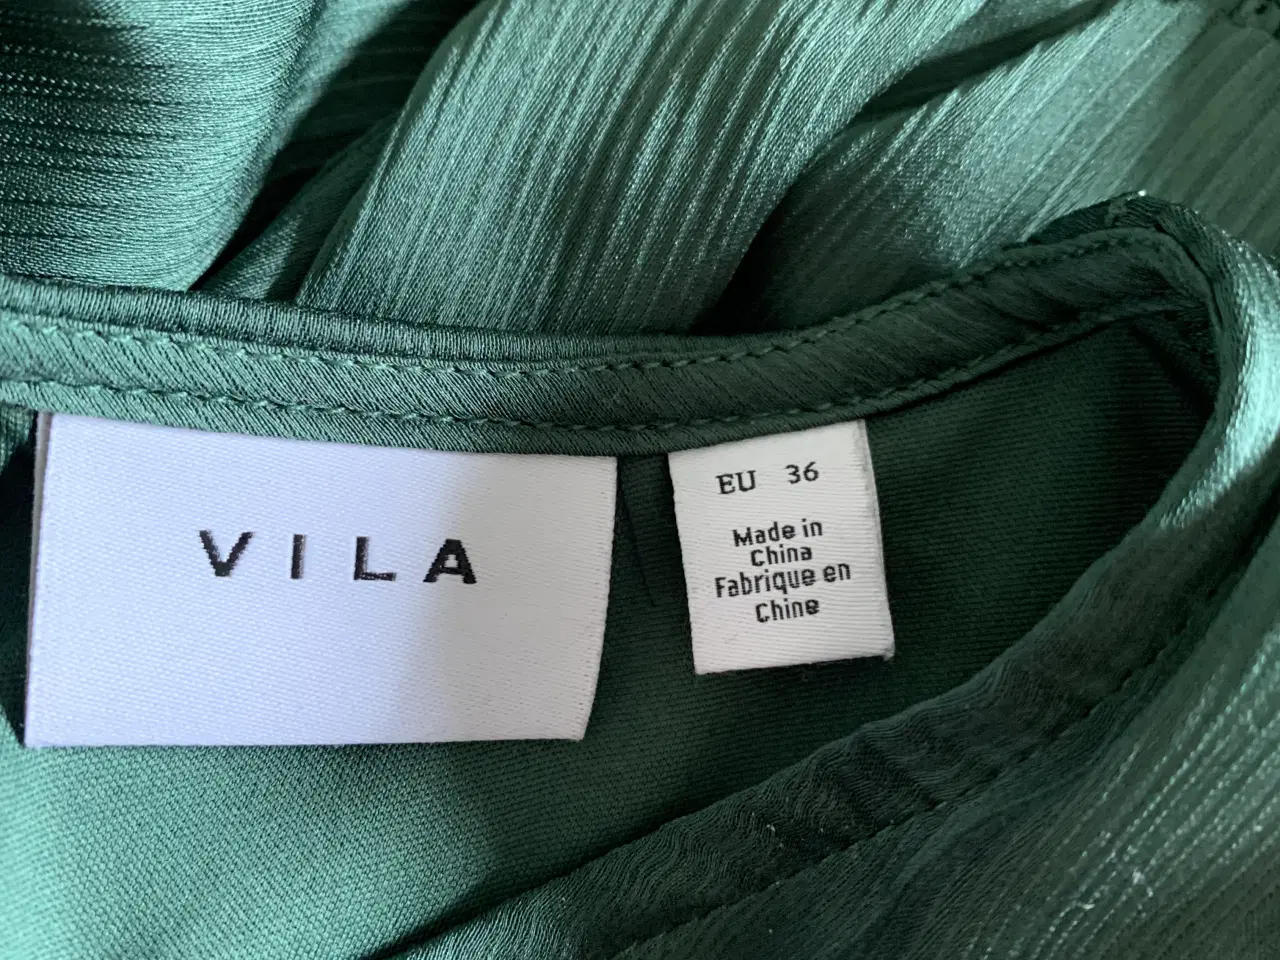 VILA
EU 36
Made in
China
Fabrique en
Chine